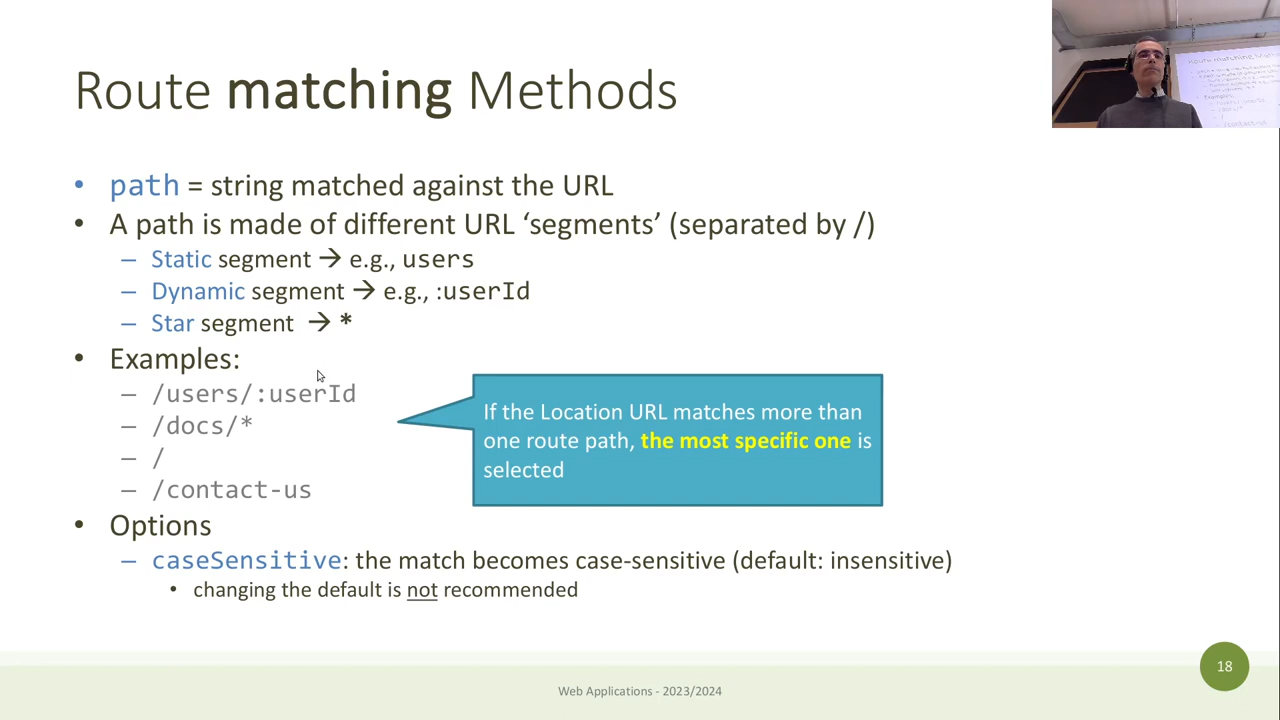 Route matching Methods
• path = string matched against the URL
• A path is made of different URL ‘segments’ (separated by /)
– Static segment → e.g., users
– Dynamic segment → e.g., :userId
– Star segment → *
• Examples:
– /users/:userId
– /docs/*
– /
– /contact-us
If the Location URL matches more than
one route path, the most specific one is
selected
• Options
– caseSensitive: the match becomes case-sensitive (default: insensitive)
• changing the default is not recommended
18
Web Applications - 2023/2024